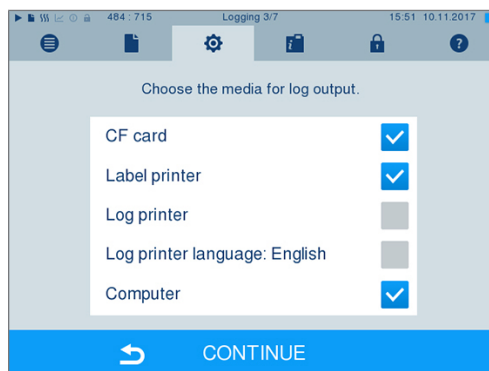 484 : 715 Logging 3/7 15:51 10.11.2017
Choose the media for log output.
CF card
Label printer
Log printer
Log printer language: English
Computer
CONTINUE